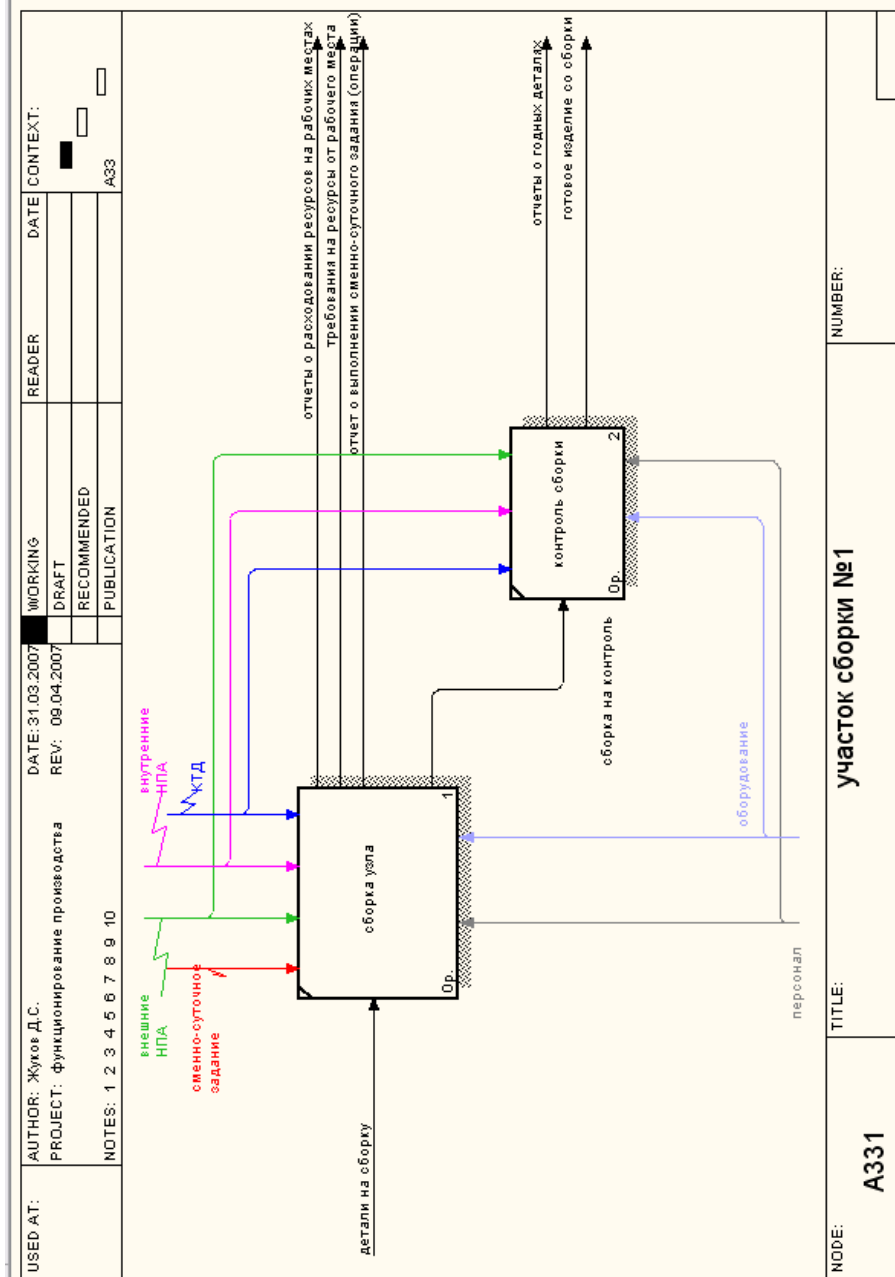 USED AT:
AUTHOR: Жуков Д.С.
DATE: 31.03.2007
WORKING
READER
DATE
CONTEXT:
PROJECT: функционирование производства
REV: 09.04.2007
DRAFT
RECOMMENDED
NOTES: 1 2 3 4 5 6 7 8 9 10
PUBLICATION
A33
внешние
НПА
внутренние
НПА
КТД
сменно-суточное
задание
отчеты о расходовании ресурсов на рабочих местах
требования на ресурсы от рабочего места
отчет о выполнении сменно-суточного задания (операции)
детали на сборку
сборка узла
0р.
1
отчеты о годных деталях
готовое изделие со сборки
контроль сборки
0р.
2
сборка на контроль
оборудование
персонал
NODE:
TITLE:
NUMBER:
A331
участок сборки №1